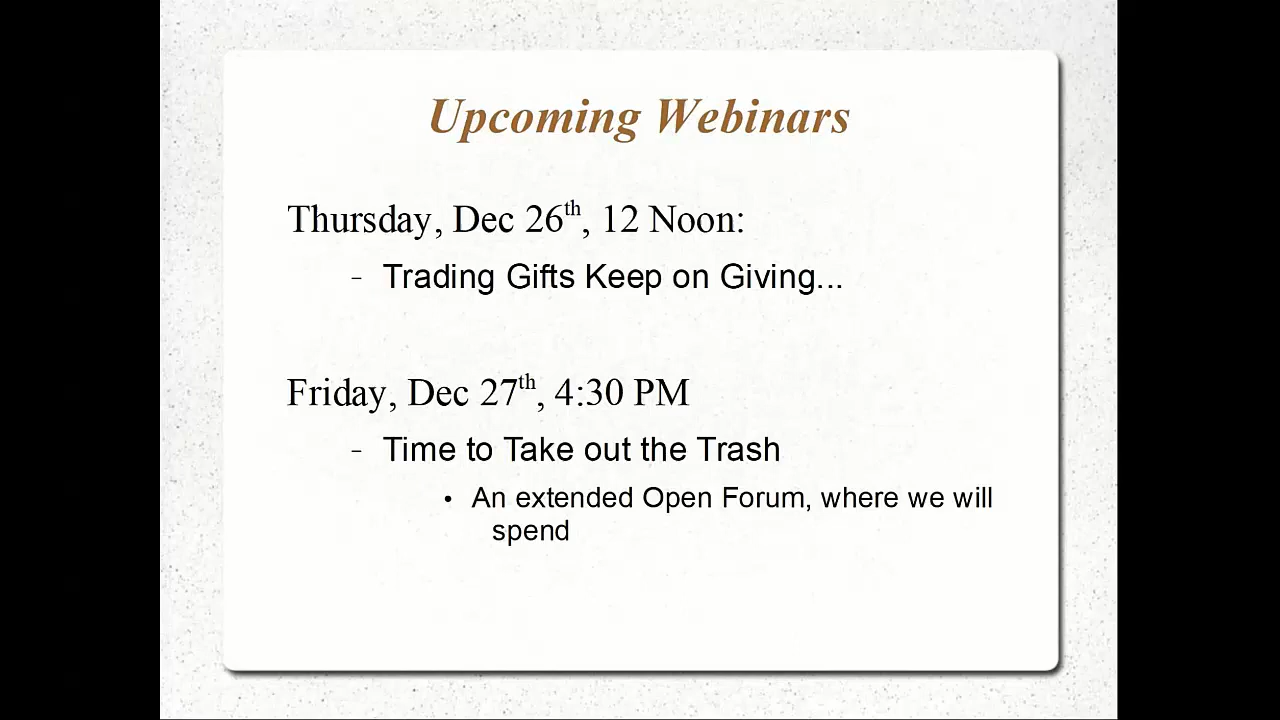 Upcoming Webinars
Thursday, Dec 26th, 12 Noon:
– Trading Gifts Keep on Giving...
Friday, Dec 27th, 4:30 PM
– Time to Take out the Trash
• An extended Open Forum, where we will
spend